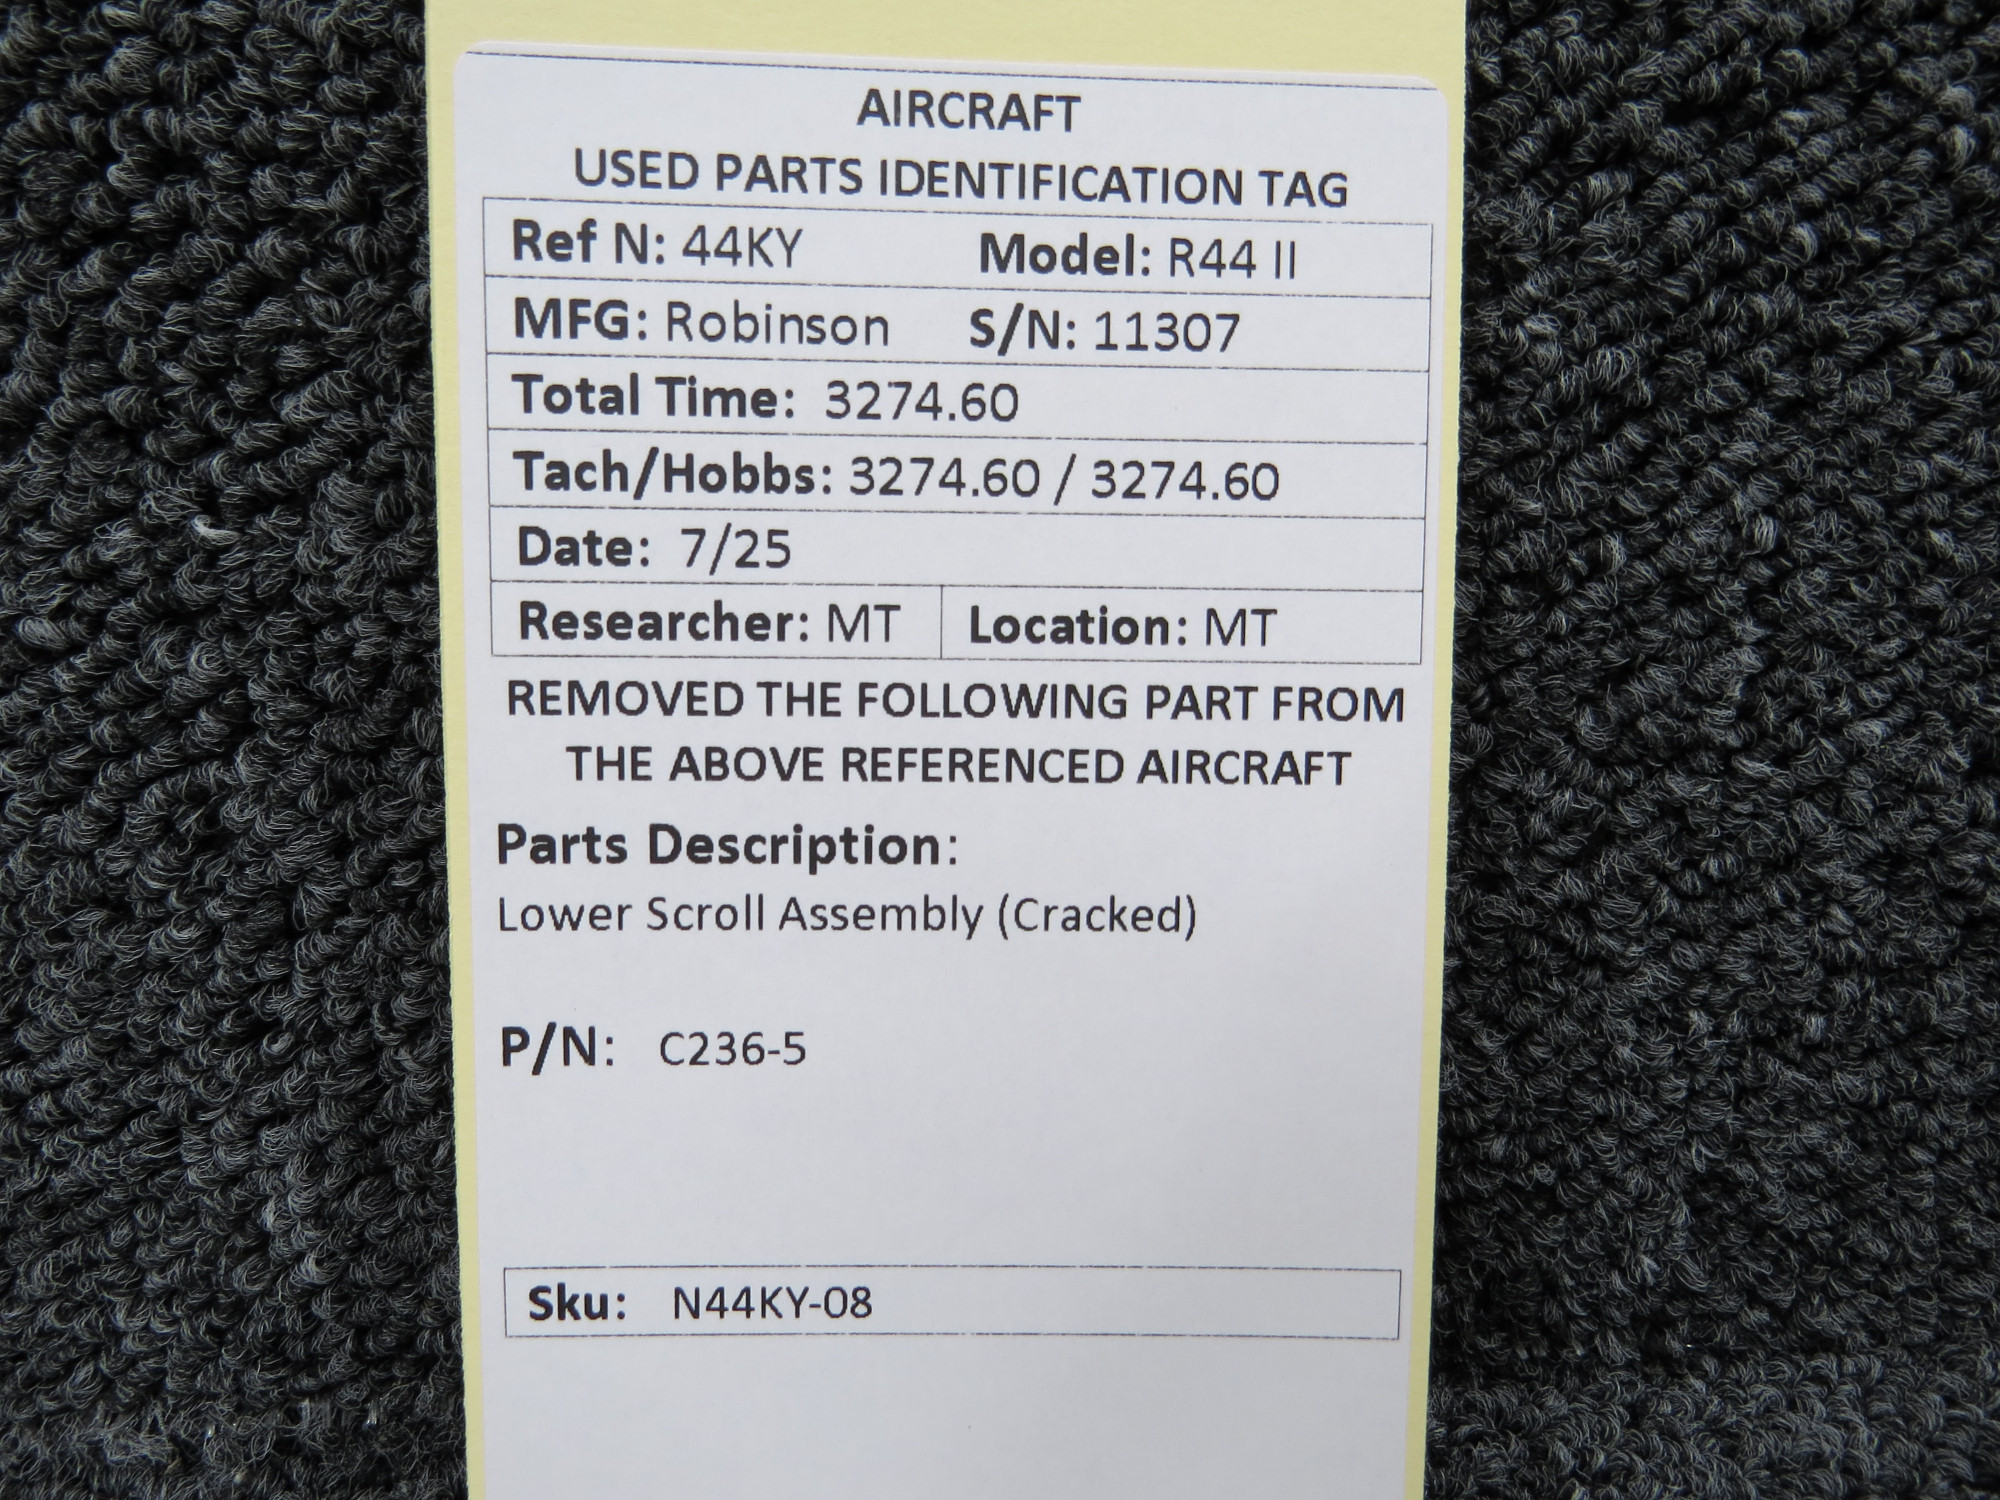 AIRCRAFT
USED PARTS IDENTIFICATION TAG
Ref N: 44KY Model: R44 II
MFG: Robinson S/N: 11307
Total Time: 3274.60
Tach/Hobbs: 3274.60 / 3274.60
Date: 7/25
Researcher: MT Location: MT
REMOVED THE FOLLOWING PART FROM
THE ABOVE REFERENCED AIRCRAFT
Parts Description:
Lower Scroll Assembly (Cracked)
P/N: C236-5
Sku: N44KY-08